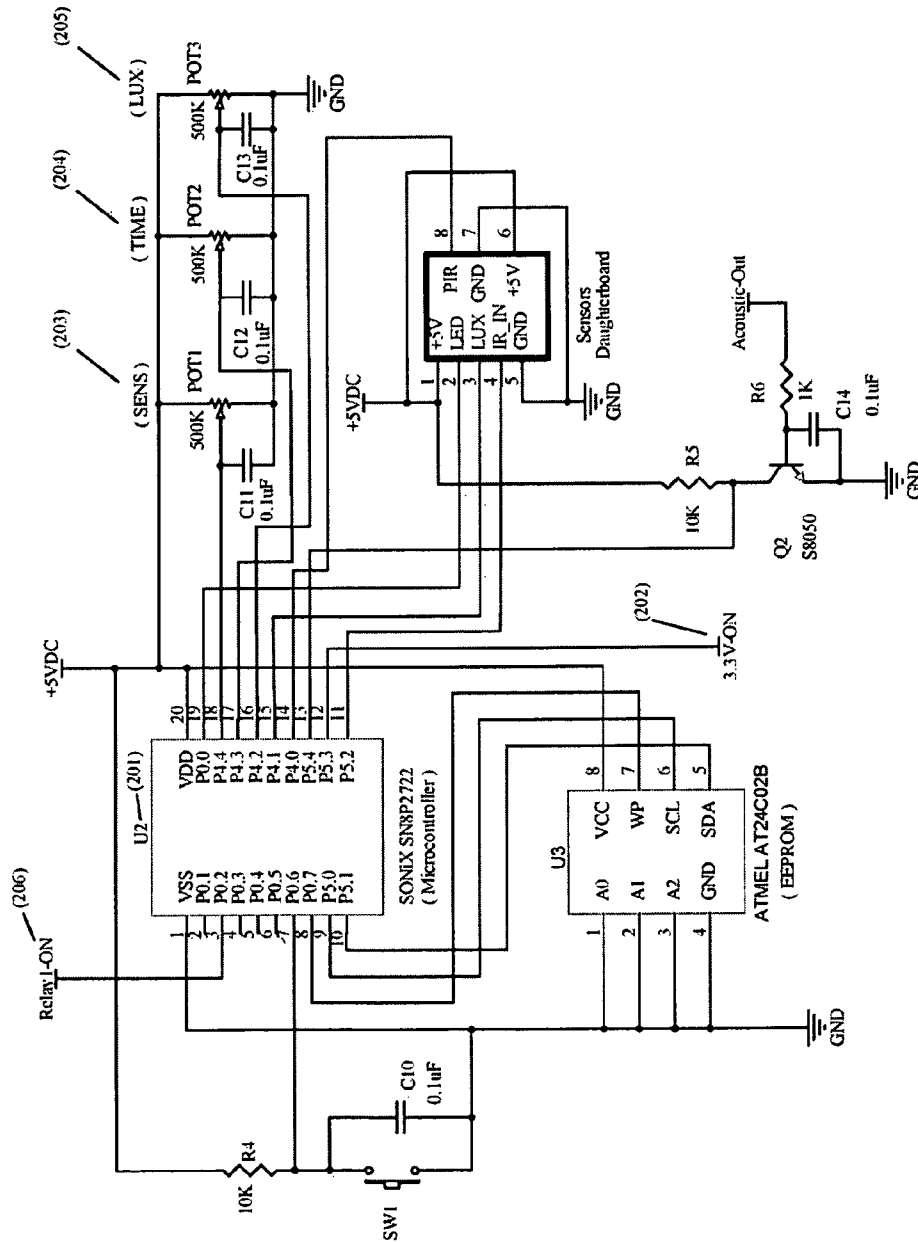 (205)
(204)
(203)
( LUX )
( TIME )
( SENS )
POT3
POT2
POT1
500K
500K
500K
C13
0.1uF
C12
0.1uF
C11
0.1uF
GND
+5VDC
(206)
Relay1-ON
U2
(201)
20
19
18
17
16
15
14
13
12
11
VDD
P0.0
P4.4
P4.3
P4.2
P4.1
P4.0
P5.4
P5.3
P5.2
VSS
P0.1
P0.2
P0.3
P0.4
P0.5
P0.6
P0.7
P5.0
P5.1
1
2
3
4
5
6
7
8
9
10
SONiX SN8P2722
( Microcontroller )
+5VDC
8
7
6
PIR
GND
+5V
+5V
LED
LUX
IR_IN
GND
1
2
3
4
5
Sensors
Daughterboard
GND
Acoustic-Out
R6
1K
C14
0.1uF
R5
10K
Q2
S8050
GND
(202)
3.3V-ON
R4
10K
C10
0.1uF
SW1
U3
8
7
6
5
VCC
WP
SCL
SDA
A0
A1
A2
GND
1
2
3
4
ATMEL AT24C02B
( EEPROM )
GND